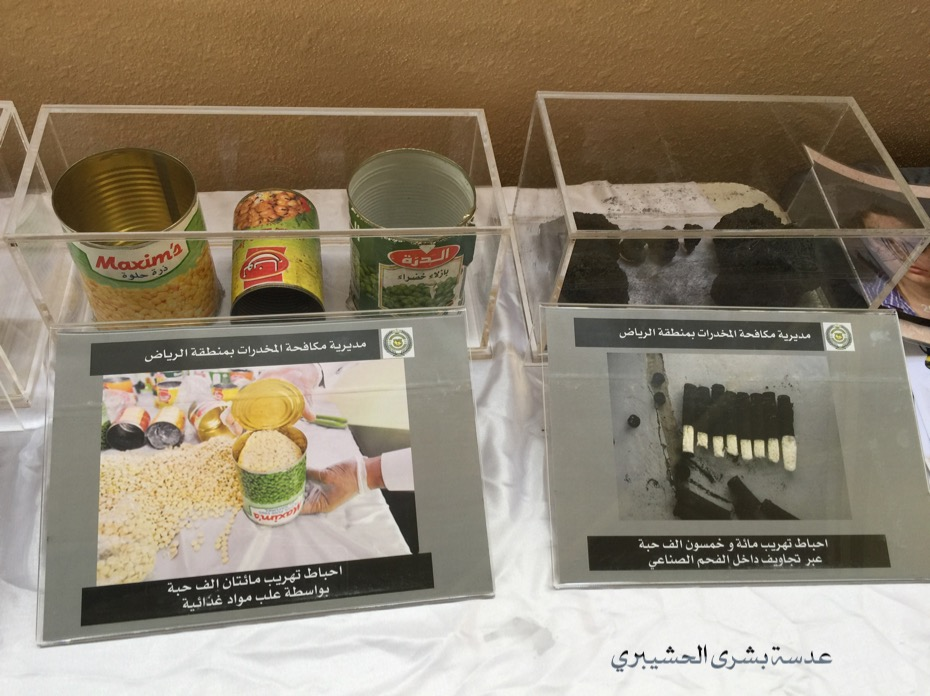 Maxim's
ذرة حلوة
الدرة
بازلاء خضراء
مديرية مكافحة المخدرات بمنطقة الرياض
Maxim's
احباط تهريب مائتان الف حبة
بواسطة علب مواد غذائية
مديرية مكافحة المخدرات بمنطقة الرياض
احباط تهريب مائة و خمسون الف حبة
عبر تجاويف داخل الفحم الصناعي
عدسة بشرى الحشيبري